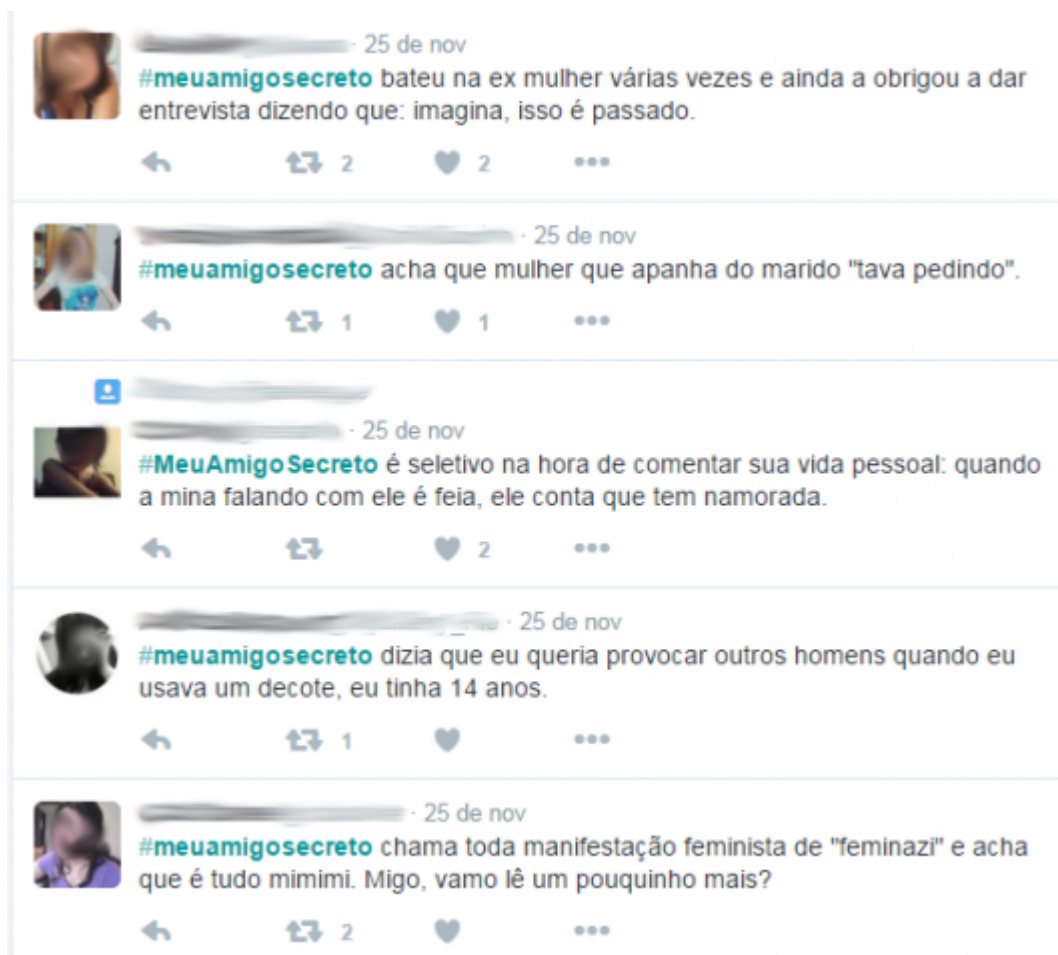 · 25 de nov
#meuamigosecreto bateu na ex mulher várias vezes e ainda a obrigou a dar
entrevista dizendo que: imagina, isso é passado.
2 2
· 25 de nov
#meuamigosecreto acha que mulher que apanha do marido "tava pedindo".
1 1
· 25 de nov
#MeuAmigoSecreto é seletivo na hora de comentar sua vida pessoal: quando
a mina falando com ele é feia, ele conta que tem namorada.
2
· 25 de nov
#meuamigosecreto dizia que eu queria provocar outros homens quando eu
usava um decote, eu tinha 14 anos.
1
· 25 de nov
#meuamigosecreto chama toda manifestação feminista de "feminazi" e acha
que é tudo mimimi. Migo, vamo lê um pouquinho mais?
2